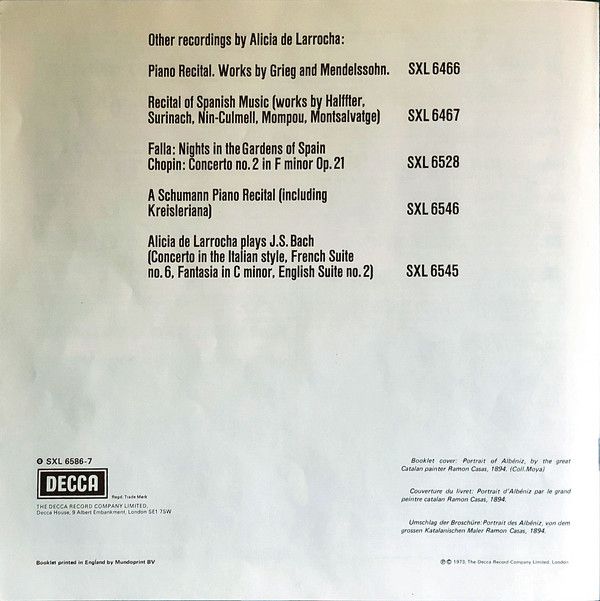 Other recordings by Alicia de Larrocha:
Piano Recital. Works by Grieg and Mendelssohn. SXL 6466
Recital of Spanish Music (works by Halffter,
Surinach, Nin-Culmell, Mompou, Montsalvatge) SXL 6467
Falla: Nights in the Gardens of Spain
Chopin: Concerto no. 2 in F minor Op. 21 SXL 6528
A Schumann Piano Recital (including
Kreisleriana) SXL 6546
Alicia de Larrocha plays J.S. Bach
(Concerto in the Italian style, French Suite
no. 6, Fantasia in C minor, English Suite no. 2) SXL 6545
℗ SXL 6586-7
DECCA
Regd. Trade Mark
THE DECCA RECORD COMPANY LIMITED,
Decca House, 9 Albert Embankment, London SE1 7SW
Booklet printed in England by Mundoprint BV
Booklet cover: Portrait of Albéniz, by the great
Catalan painter Ramon Casas, 1894. (Coll. Moya)
Couverture du livret: Portrait d'Albéniz par le grand
peintre catalan Ramon Casas, 1894.
Umschlag der Broschüre: Portrait des Albéniz, von dem
grossen Katalanischen Maler Ramon Casas, 1894.
℗© 1973, The Decca Record Company Limited, London